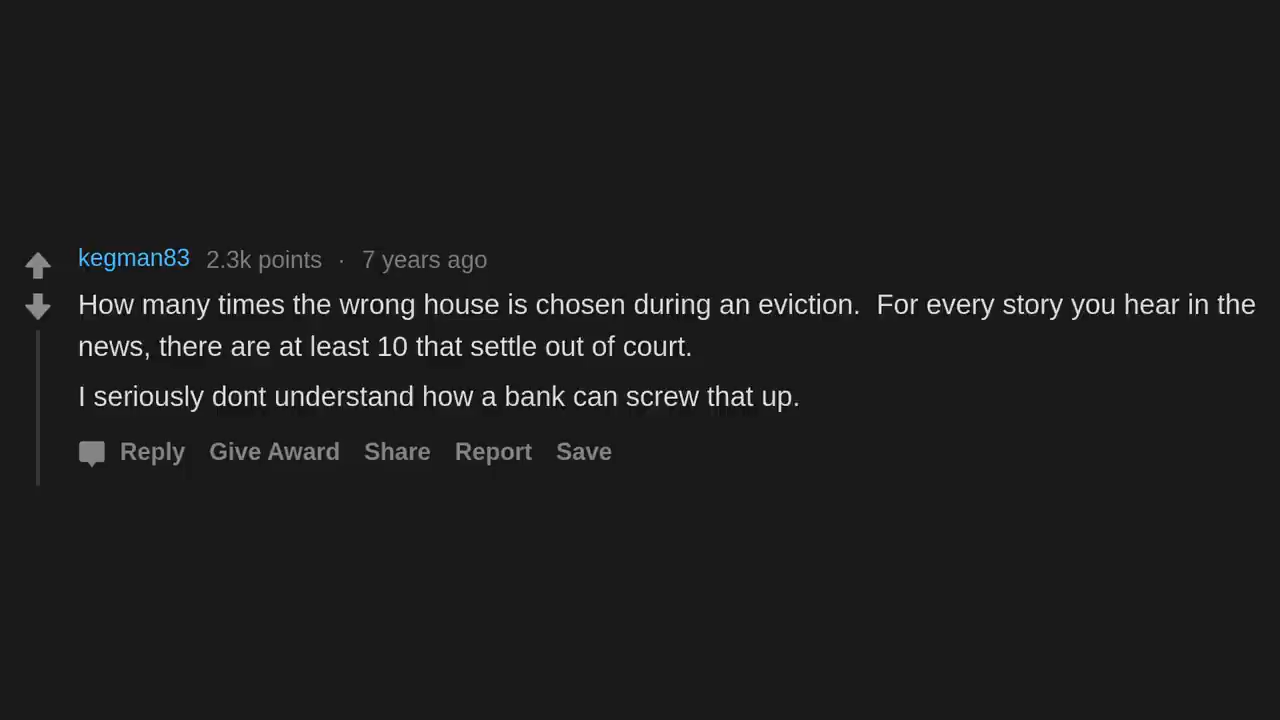 kegman83 2.3k points · 7 years ago
How many times the wrong house is chosen during an eviction.  For every story you hear in the
news, there are at least 10 that settle out of court.
I seriously dont understand how a bank can screw that up.
Reply Give Award Share Report Save